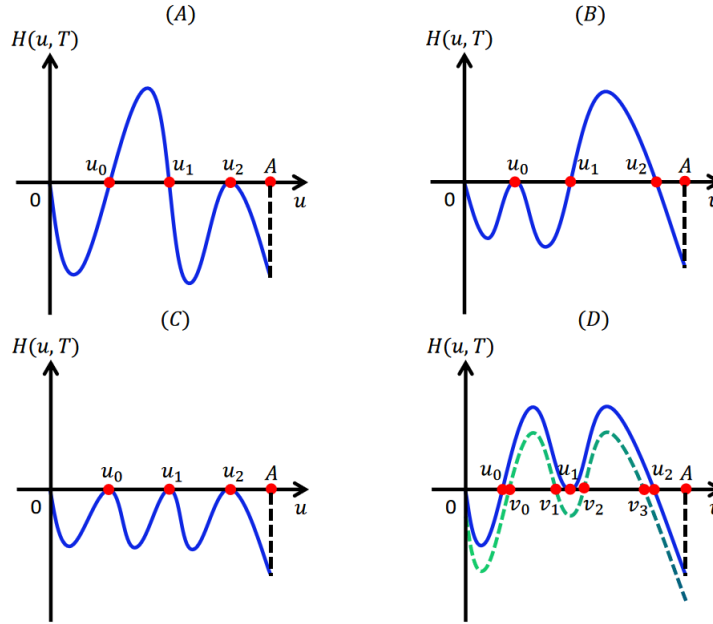 (A)
(B)
H(u, T)
H(u, T)
u₀
u₁
u₂
A
u₀
u₁
u₂
A
0
u
0
u
(C)
(D)
H(u, T)
H(u, T)
u₀
u₁
u₂
A
u₀
u₁
u₂
A
0
u
0
v₀
v₁
v₂
v₃
u